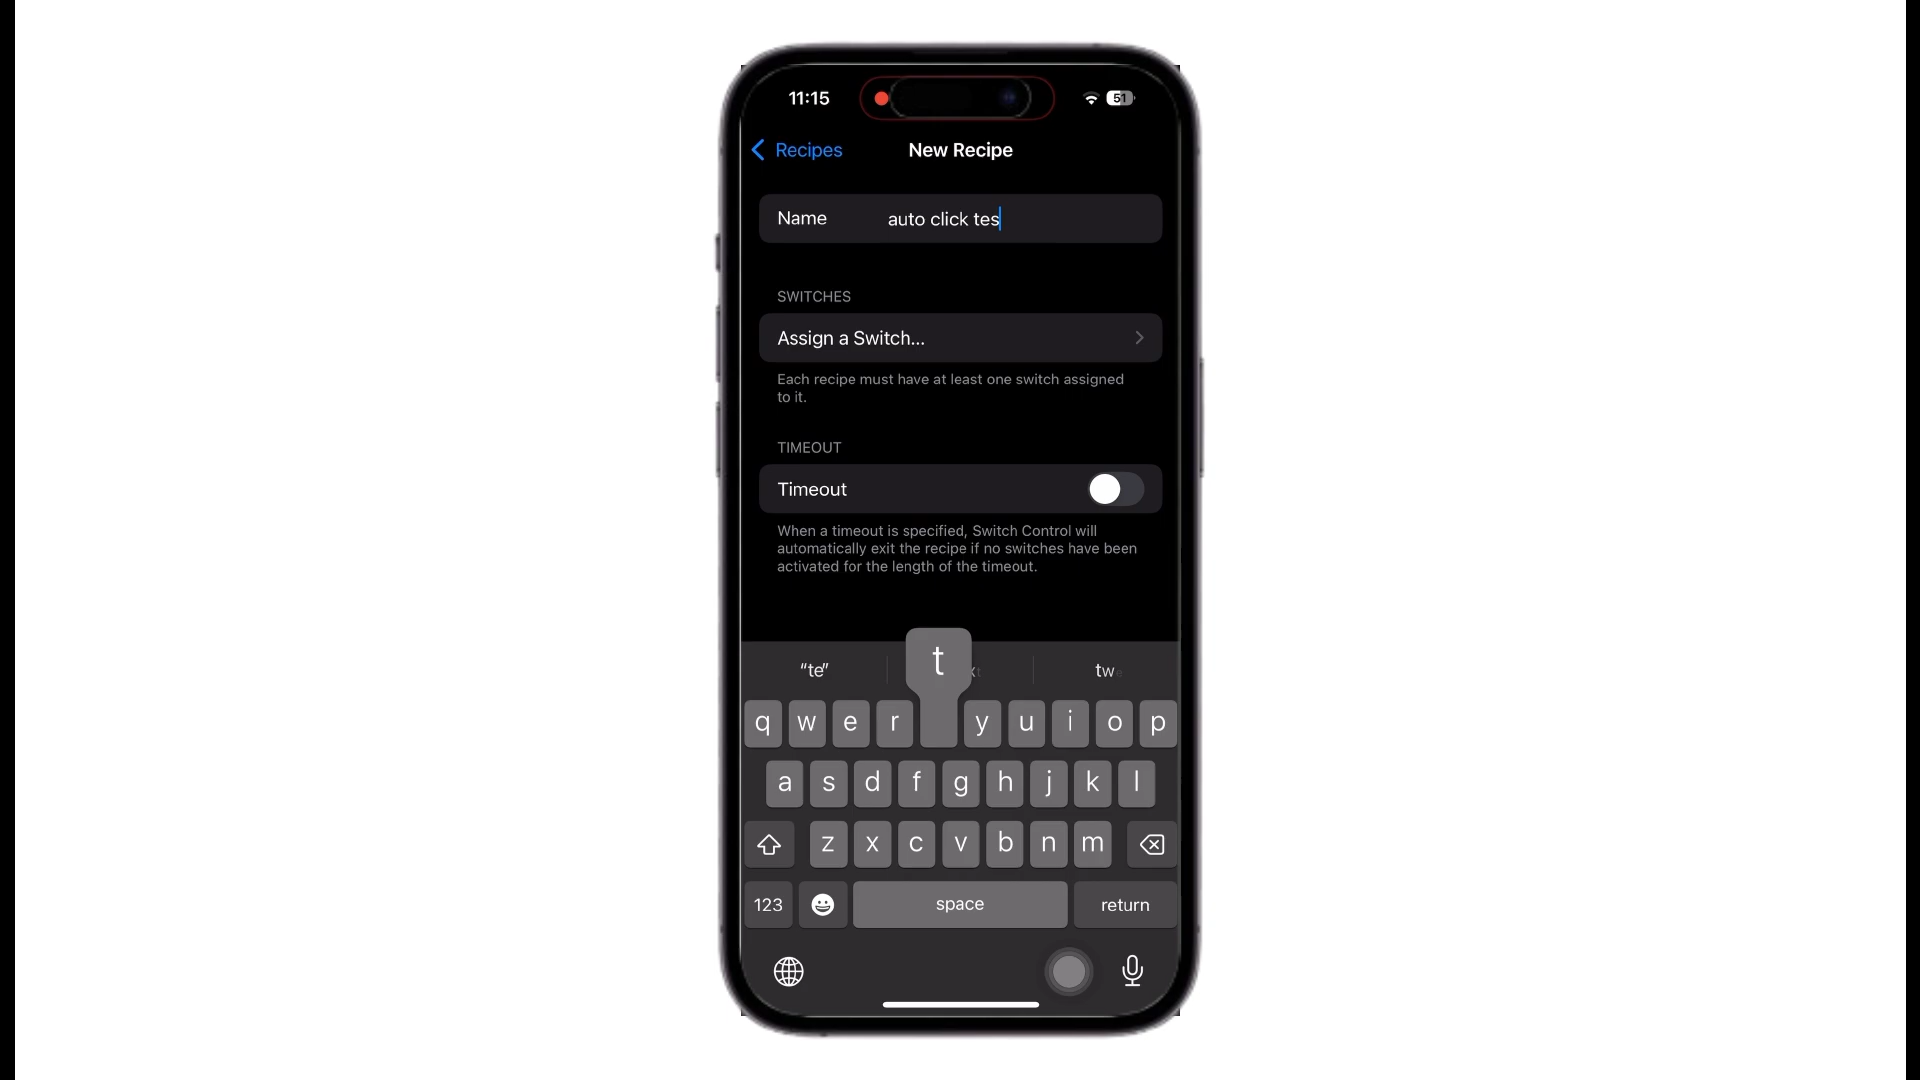 11:15
51
Recipes
New Recipe
Name
auto click tes
SWITCHES
Assign a Switch...
Each recipe must have at least one switch assigned
to it.
TIMEOUT
Timeout
When a timeout is specified, Switch Control will
automatically exit the recipe if no switches have been
activated for the length of the timeout.
t
“te”
tw
q w e r y u i o p
a s d f g h j k l
z x c v b n m
123
space
return